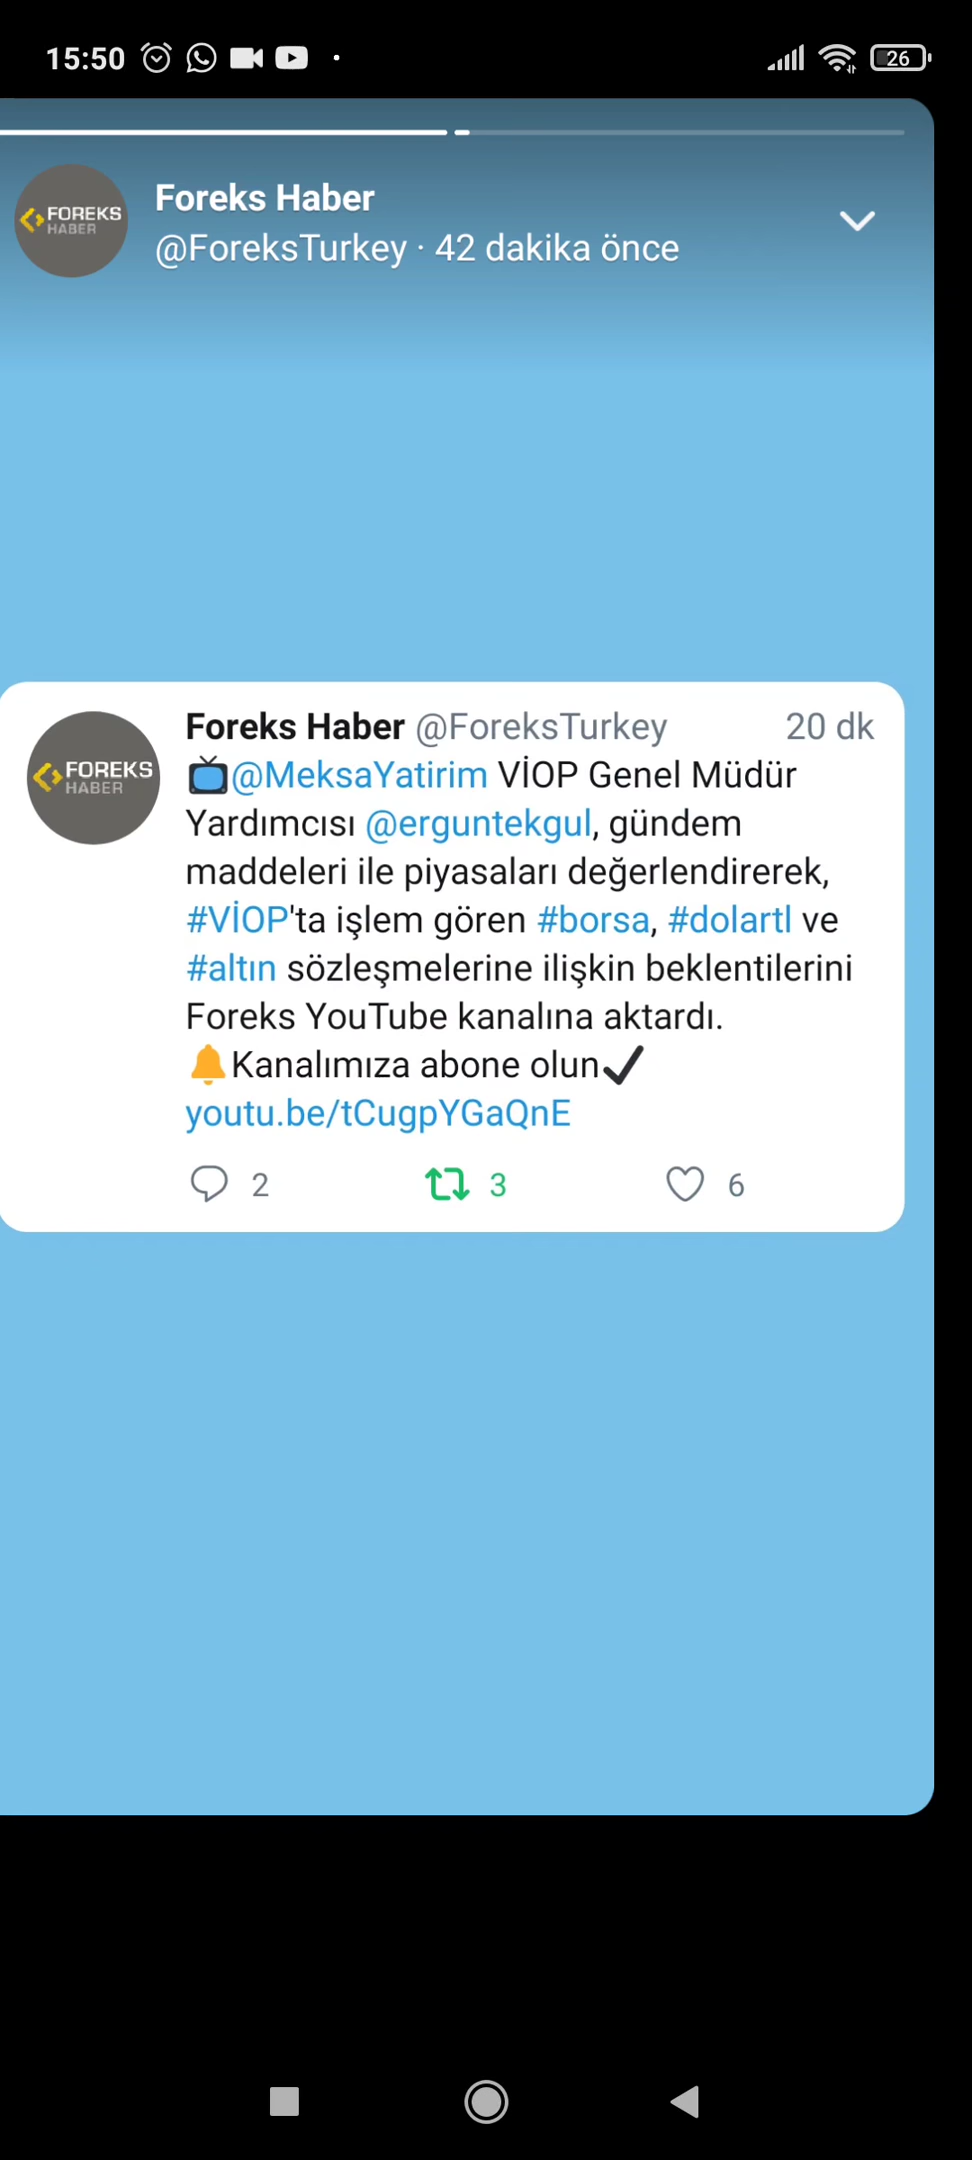 15:50
26
FOREKS
HABER
Foreks Haber
@ForeksTurkey · 42 dakika önce
FOREKS
HABER
Foreks Haber @ForeksTurkey 20 dk
📺@MeksaYatirim VİOP Genel Müdür
Yardımcısı @erguntekgul, gündem
maddeleri ile piyasaları değerlendirerek,
#VİOP'ta işlem gören #borsa, #dolartl ve
#altın sözleşmelerine ilişkin beklentilerini
Foreks YouTube kanalına aktardı.
🔔Kanalımıza abone olun✔
youtu.be/tCugpYGaQnE
2 3 6